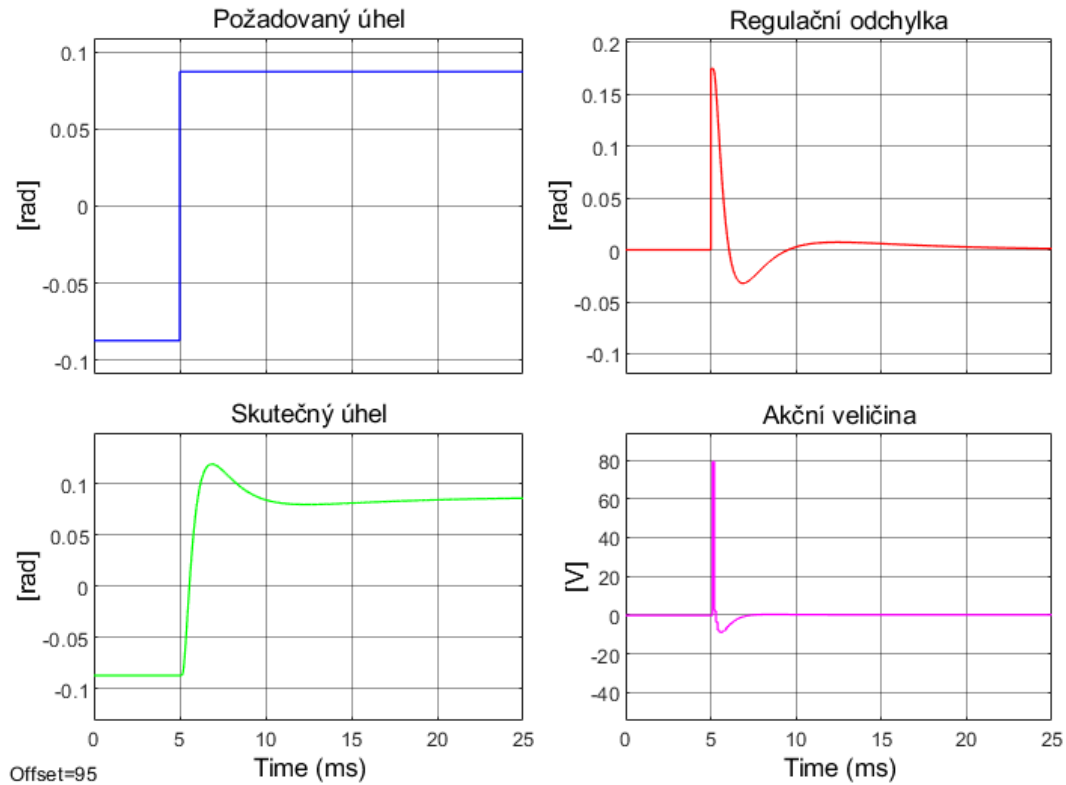 Požadovaný úhel
0.1
0.05
0
-0.05
-0.1
[rad]
Regulační odchylka
0.2
0.15
0.1
0.05
0
-0.05
-0.1
[rad]
Skutečný úhel
0.1
0.05
0
-0.05
-0.1
[rad]
0 5 10 15 20 25
Time (ms)
Offset=95
Akční veličina
80
60
40
20
0
-20
-40
[V]
0 5 10 15 20 25
Time (ms)